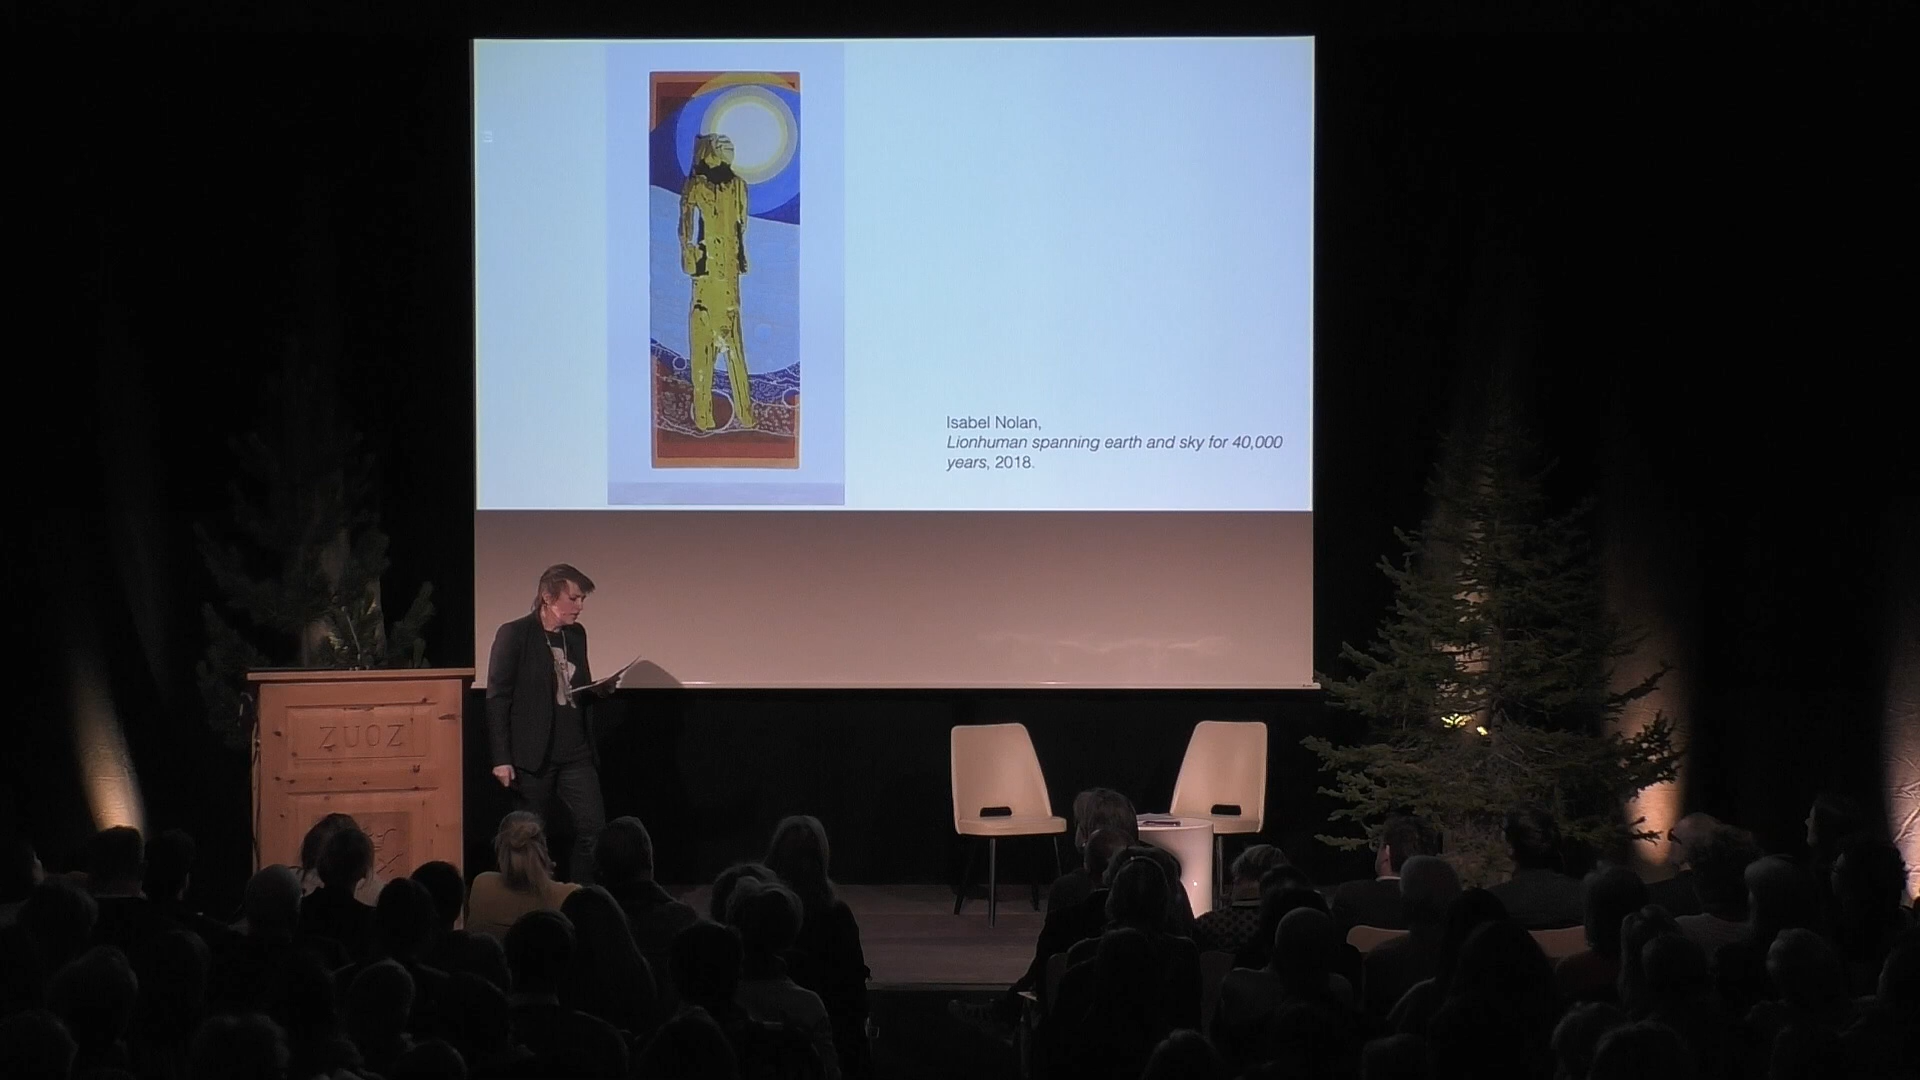 Isabel Nolan,
Lionhuman spanning earth and sky for 40,000
years, 2018.
ZUOZ